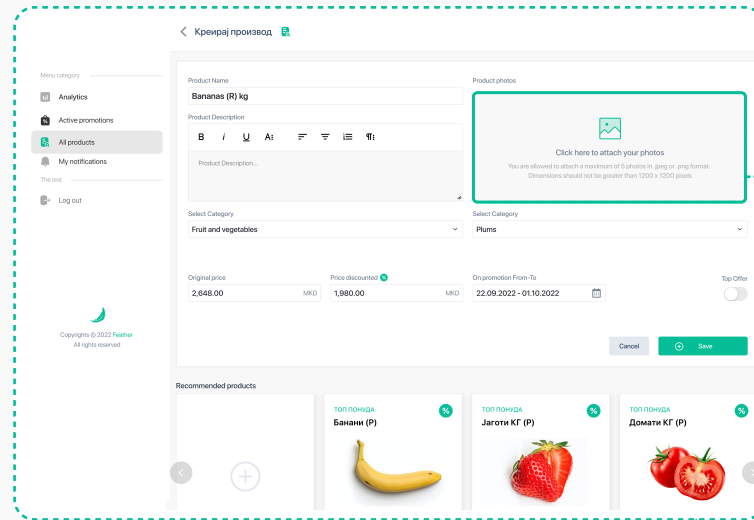 Креирај производ
Menu category
Analytics
Active promotions
All products
My notifications
The rest
Log out
Copyrights @ 2022 Feather
All rights reserved
Product Name
Bananas (R) kg
Product Description
B i U A
Product Description...
Product photos
Click here to attach your photos
You are allowed to attach a maximum of 5 photos in .jpeg or .png format.
Dimensions should not be greater than 1200 x 1200 pixels
Select Category
Fruit and vegetables
Select Category
Plums
Original price
2,648.00 MKD
Price discounted %
1,980.00 MKD
On promotion From-To
22.09.2022 - 01.10.2022
Top Offer
Cancel
Save
Recommended products
ТОП ПОНУДА %
Банани (Р)
ТОП ПОНУДА %
Јаготи КГ (Р)
ТОП ПОНУДА %
Домати КГ (Р)